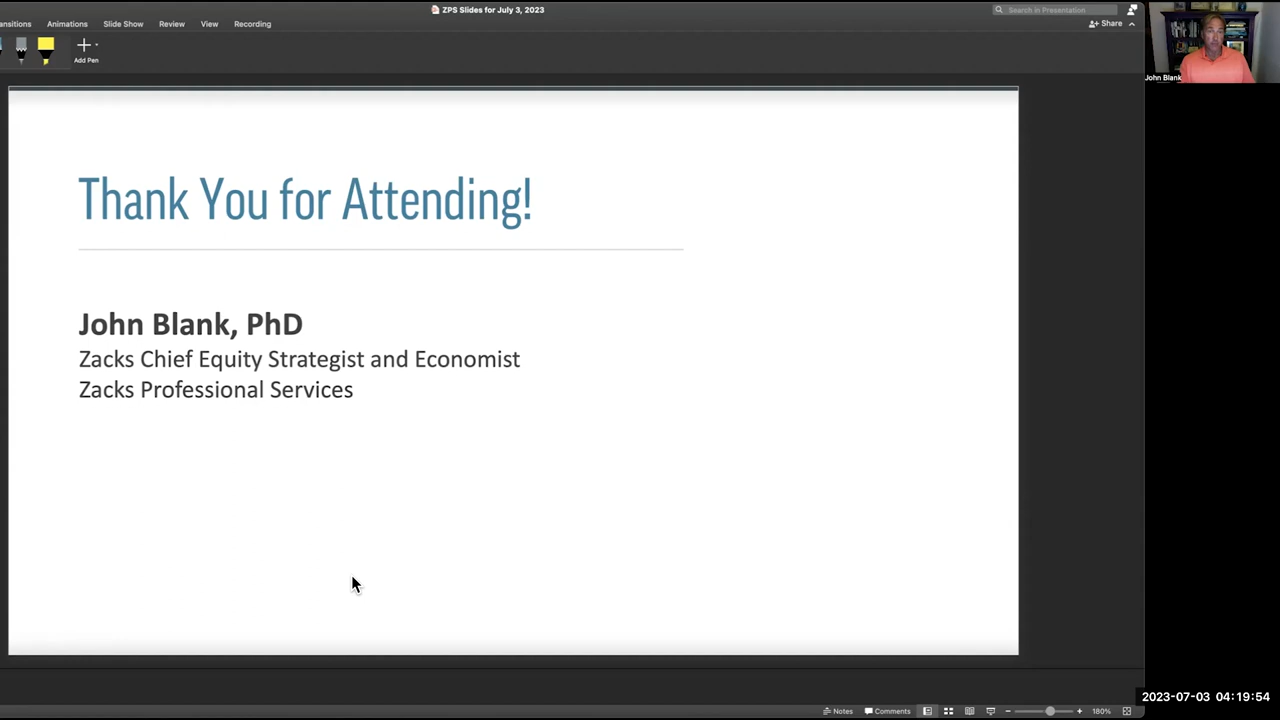 ZPS Slides for July 3, 2023
Search in Presentation
ansitions Animations Slide Show Review View Recording
Share
Add Pen
John Blank
Thank You for Attending!
John Blank, PhD
Zacks Chief Equity Strategist and Economist
Zacks Professional Services
2023-07-03 04:19:54
Notes Comments 180%